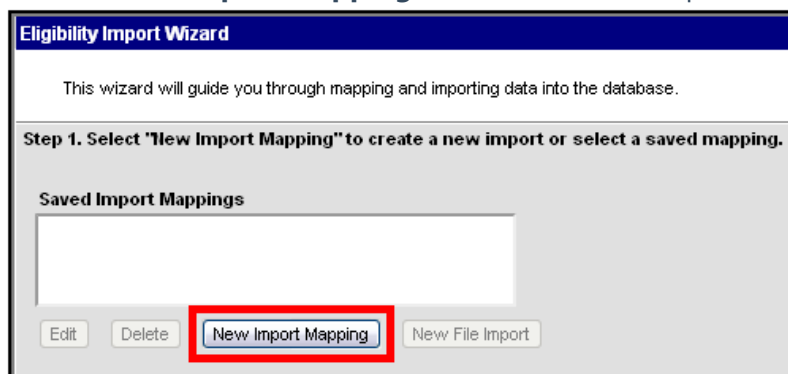 Eligibility Import Wizard
This wizard will guide you through mapping and importing data into the database.
Step 1. Select "New Import Mapping" to create a new import or select a saved mapping.
Saved Import Mappings
Edit Delete New Import Mapping New File Import